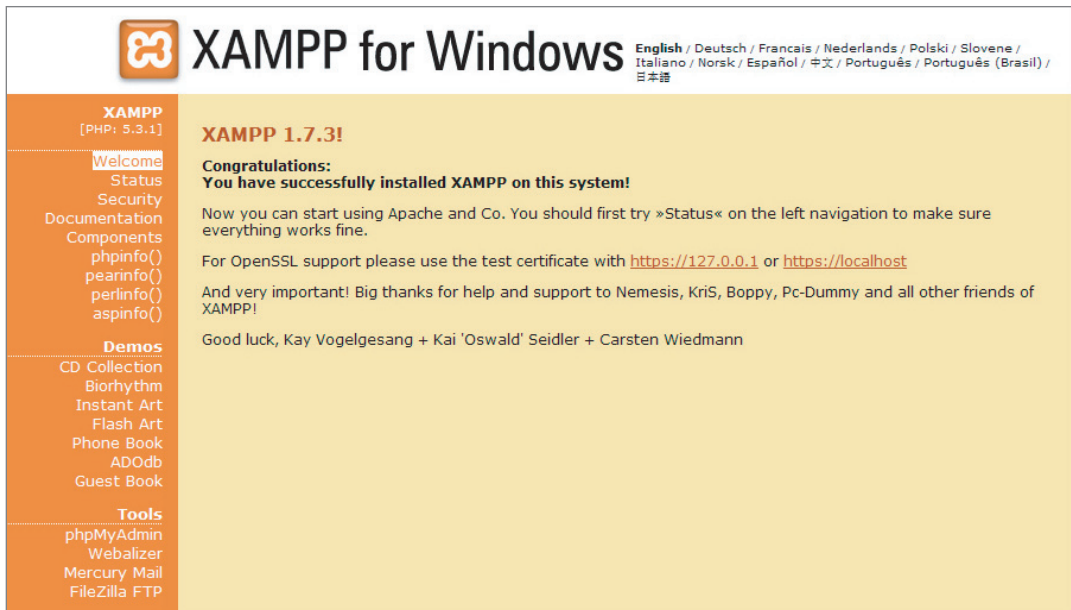 XAMPP for Windows
English / Deutsch / Francais / Nederlands / Polski / Slovene /
Italiano / Norsk / Español / 中文 / Português / Português (Brasil) /
日本語
XAMPP
[PHP: 5.3.1]
Welcome
Status
Security
Documentation
Components
phpinfo()
pearinfo()
perlinfo()
aspinfo()
Demos
CD Collection
Biorhythm
Instant Art
Flash Art
Phone Book
ADOdb
Guest Book
Tools
phpMyAdmin
Webalizer
Mercury Mail
FileZilla FTP
XAMPP 1.7.3!
Congratulations:
You have successfully installed XAMPP on this system!
Now you can start using Apache and Co. You should first try »Status« on the left navigation to make sure
everything works fine.
For OpenSSL support please use the test certificate with https://127.0.0.1 or https://localhost
And very important! Big thanks for help and support to Nemesis, KriS, Boppy, Pc-Dummy and all other friends of
XAMPP!
Good luck, Kay Vogelgesang + Kai 'Oswald' Seidler + Carsten Wiedmann